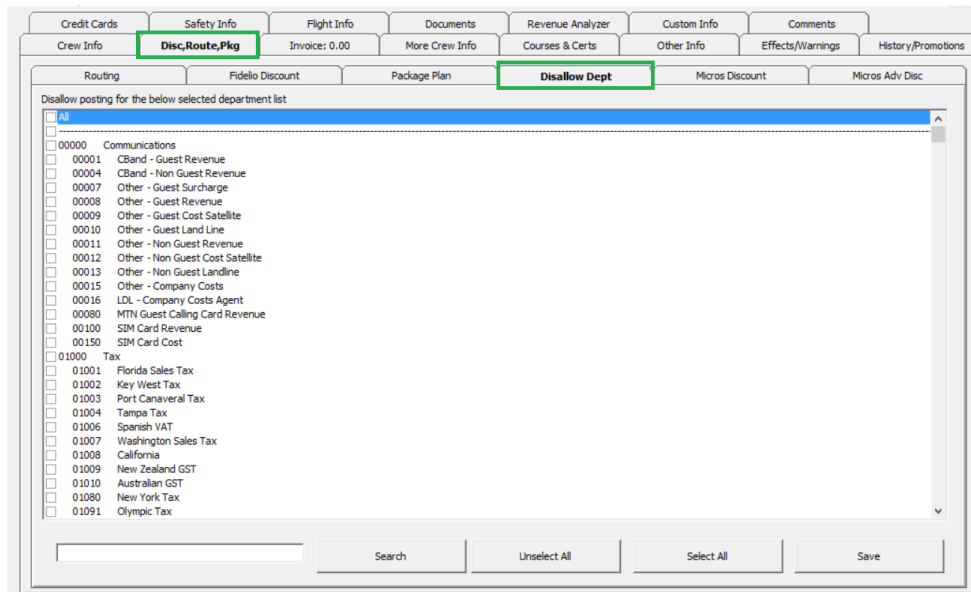 Credit Cards Safety Info Flight Info Documents Revenue Analyzer Custom Info Comments
Crew Info Disc,Route,Pkg Invoice: 0.00 More Crew Info Courses & Certs Other Info Effects/Warnings History/Promotions
Routing Fidelio Discount Package Plan Disallow Dept Micros Discount Micros Adv Disc
Disallow posting for the below selected department list
All
00000 Communications
00001 CBand - Guest Revenue
00004 CBand - Non Guest Revenue
00007 Other - Guest Surcharge
00008 Other - Guest Revenue
00009 Other - Guest Cost Satellite
00010 Other - Guest Land Line
00011 Other - Non Guest Revenue
00012 Other - Non Guest Cost Satellite
00013 Other - Non Guest Landline
00015 Other - Company Costs
00016 LDL - Company Costs Agent
00080 MTN Guest Calling Card Revenue
00100 SIM Card Revenue
00150 SIM Card Cost
01000 Tax
01001 Florida Sales Tax
01002 Key West Tax
01003 Port Canaveral Tax
01004 Tampa Tax
01006 Spanish VAT
01007 Washington Sales Tax
01008 California
01009 New Zealand GST
01010 Australian GST
01080 New York Tax
01091 Olympic Tax
Search Unselect All Select All Save